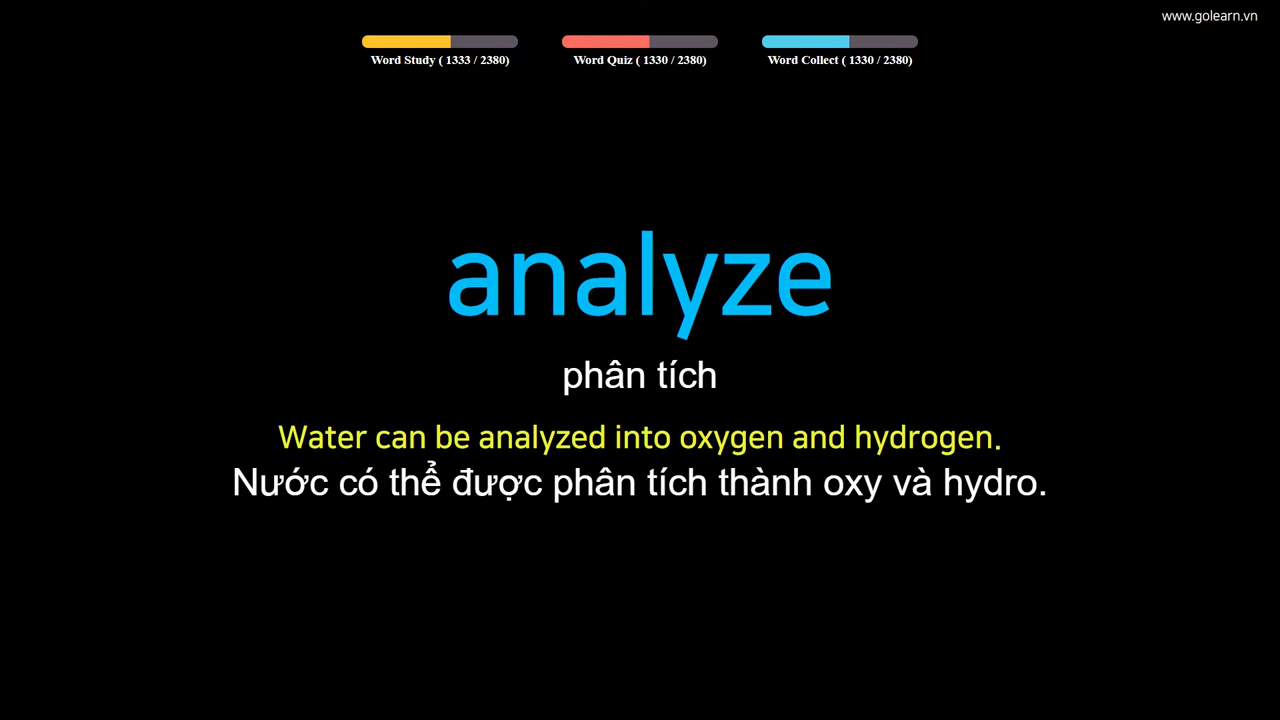 www.golearn.vn
Word Study ( 1333 / 2380)
Word Quiz ( 1330 / 2380)
Word Collect ( 1330 / 2380)
analyze
phân tích
Water can be analyzed into oxygen and hydrogen.
Nước có thể được phân tích thành oxy và hydro.